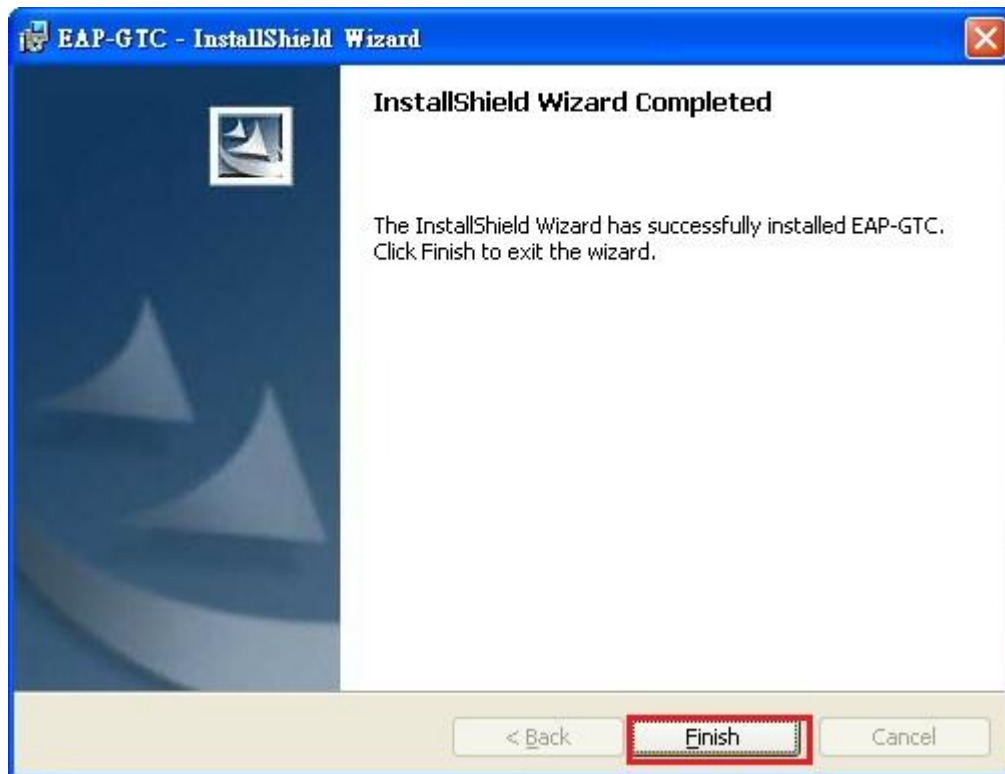 EAP-GTC - InstallShield Wizard
InstallShield Wizard Completed
The InstallShield Wizard has successfully installed EAP-GTC.
Click Finish to exit the wizard.
< Back
Finish
Cancel